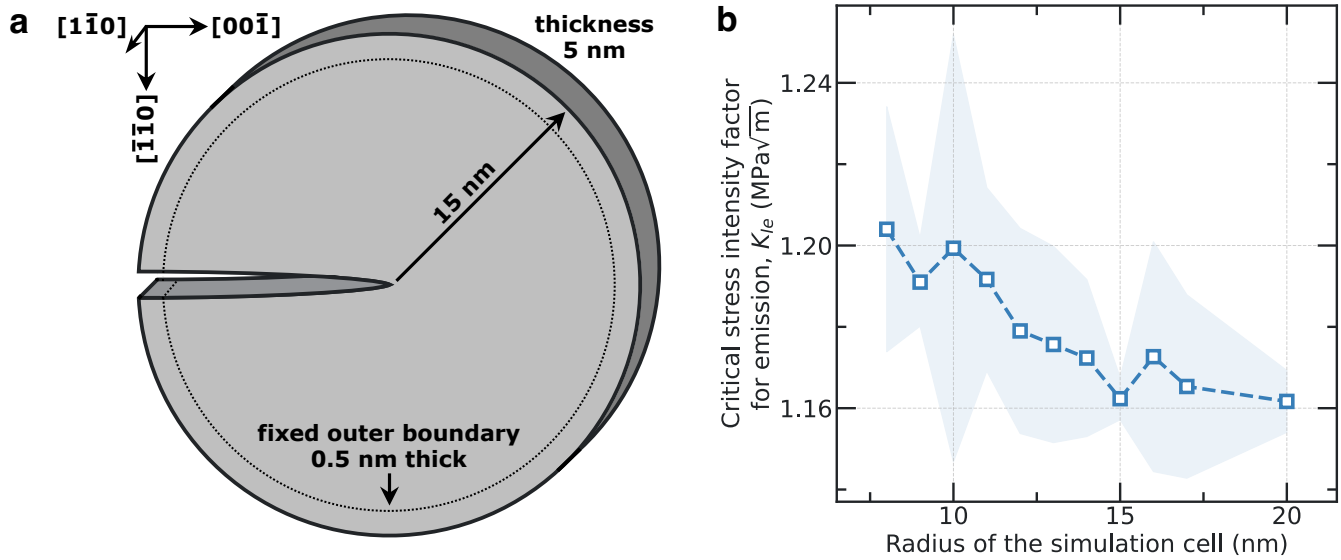 a
[11̄0]
[001̄]
[1̄1̄0]
thickness
5 nm
15 nm
fixed outer boundary
0.5 nm thick
b
Critical stress intensity factor
for emission, K_Ie (MPa√m)
1.24
1.20
1.16
10
15
20
Radius of the simulation cell (nm)